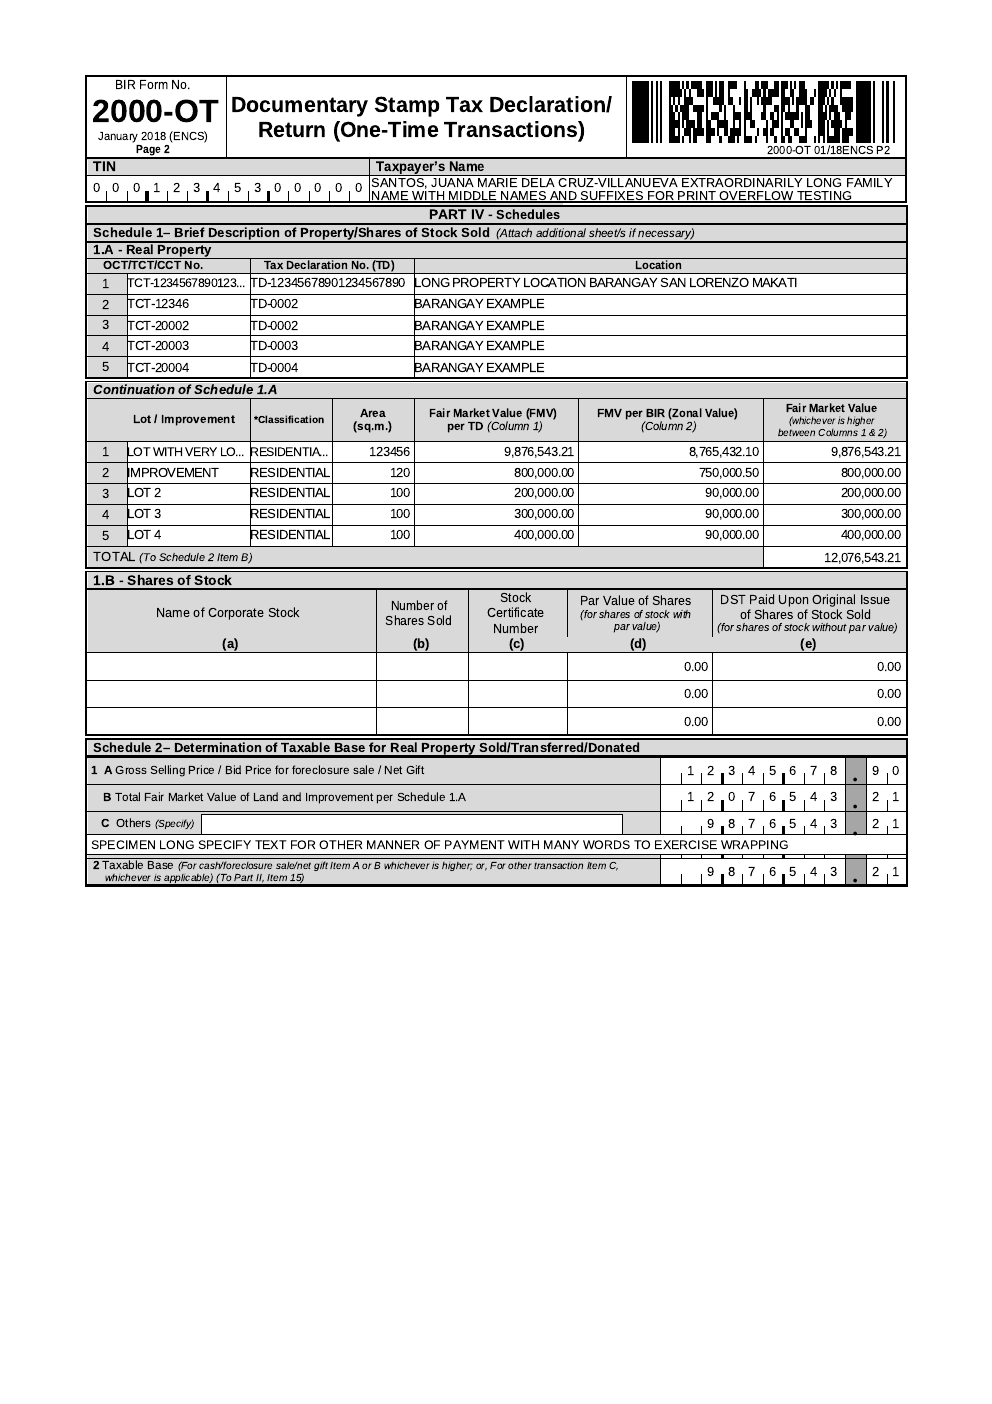 BIR Form No.
2000-OT
January 2018 (ENCS)
Page 2
Documentary Stamp Tax Declaration/
Return (One-Time Transactions)
2000-OT 01/18ENCS P2
TIN Taxpayer's Name
0 0 0 1 2 3 4 5 3 0 0 0 0 0 SANTOS, JUANA MARIE DELA CRUZ-VILLANUEVA EXTRAORDINARILY LONG FAMILY
NAME WITH MIDDLE NAMES AND SUFFIXES FOR PRINT OVERFLOW TESTING
PART IV - Schedules
Schedule 1– Brief Description of Property/Shares of Stock Sold (Attach additional sheet/s if necessary)
1.A - Real Property
OCT/TCT/CCT No. Tax Declaration No. (TD) Location
1 TCT-1234567890123... TD-12345678901234567890 LONG PROPERTY LOCATION BARANGAY SAN LORENZO MAKATI
2 TCT-12346 TD-0002 BARANGAY EXAMPLE
3 TCT-20002 TD-0002 BARANGAY EXAMPLE
4 TCT-20003 TD-0003 BARANGAY EXAMPLE
5 TCT-20004 TD-0004 BARANGAY EXAMPLE
Continuation of Schedule 1.A
Lot / Improvement *Classification Area (sq.m.) Fair Market Value (FMV) per TD (Column 1) FMV per BIR (Zonal Value) (Column 2) Fair Market Value (whichever is higher between Columns 1 & 2)
1 LOT WITH VERY LO... RESIDENTIA... 123456 9,876,543.21 8,765,432.10 9,876,543.21
2 IMPROVEMENT RESIDENTIAL 120 800,000.00 750,000.50 800,000.00
3 LOT 2 RESIDENTIAL 100 200,000.00 90,000.00 200,000.00
4 LOT 3 RESIDENTIAL 100 300,000.00 90,000.00 300,000.00
5 LOT 4 RESIDENTIAL 100 400,000.00 90,000.00 400,000.00
TOTAL (To Schedule 2 Item B) 12,076,543.21
1.B - Shares of Stock
Name of Corporate Stock Number of Shares Sold Stock Certificate Number Par Value of Shares (for shares of stock with par value) DST Paid Upon Original Issue of Shares of Stock Sold (for shares of stock without par value)
(a) (b) (c) (d) (e)
0.00 0.00
0.00 0.00
0.00 0.00
Schedule 2– Determination of Taxable Base for Real Property Sold/Transferred/Donated
1 A Gross Selling Price / Bid Price for foreclosure sale / Net Gift 1 2 3 4 5 6 7 8 . 9 0
B Total Fair Market Value of Land and Improvement per Schedule 1.A 1 2 0 7 6 5 4 3 . 2 1
C Others (Specify) 9 8 7 6 5 4 3 . 2 1
SPECIMEN LONG SPECIFY TEXT FOR OTHER MANNER OF PAYMENT WITH MANY WORDS TO EXERCISE WRAPPING
2 Taxable Base (For cash/foreclosure sale/net gift Item A or B whichever is higher; or, For other transaction Item C,
whichever is applicable) (To Part II, Item 15) 9 8 7 6 5 4 3 . 2 1